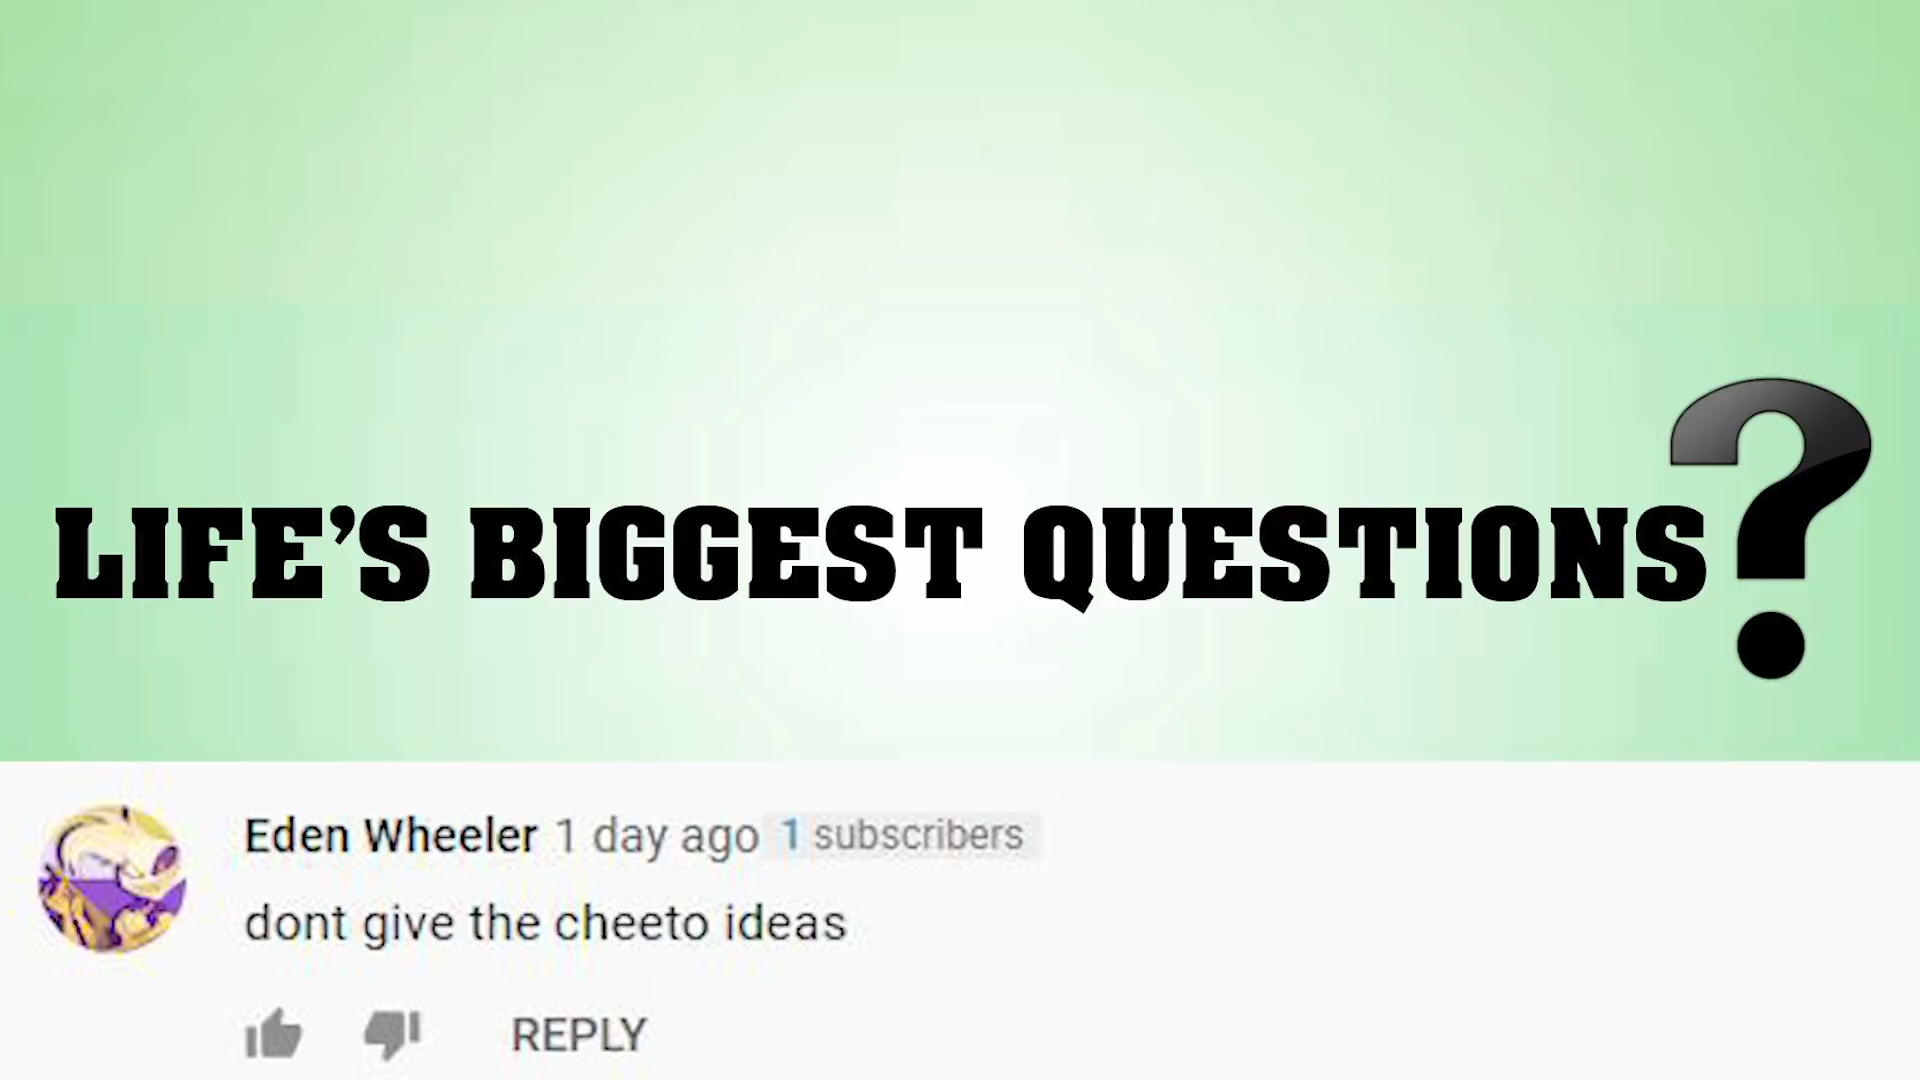 LIFE'S BIGGEST QUESTIONS?
Eden Wheeler 1 day ago 1 subscribers
dont give the cheeto ideas
REPLY